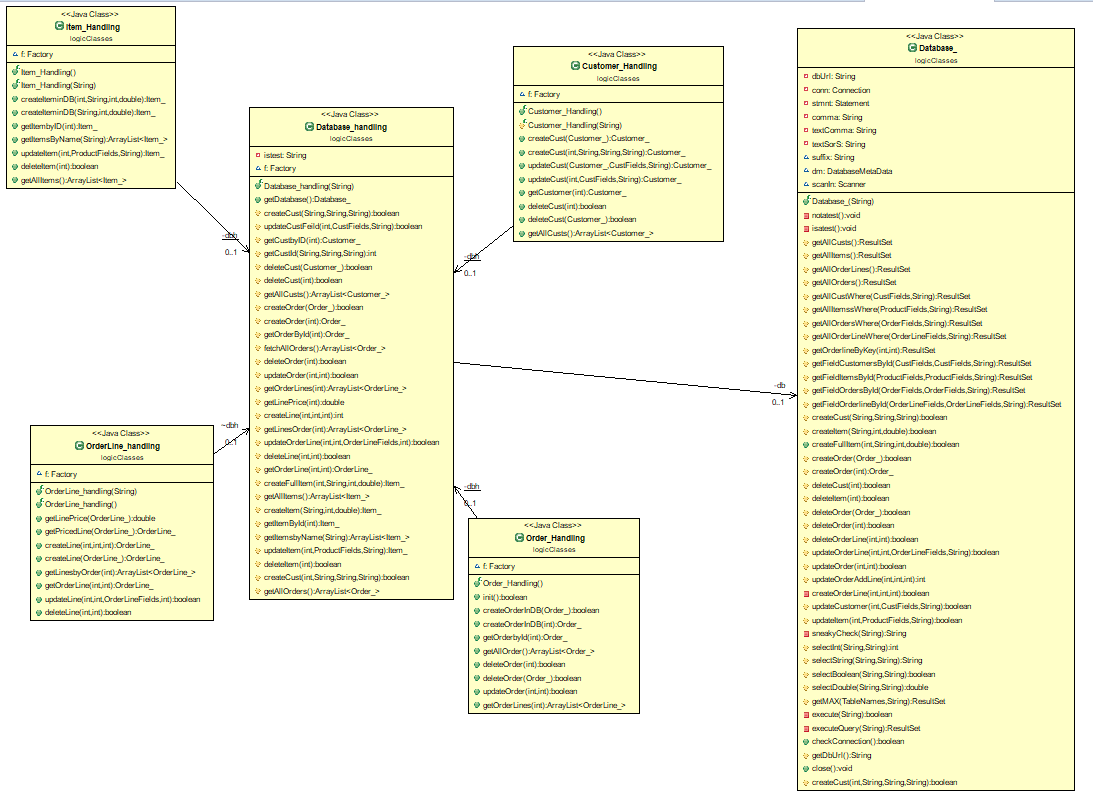 <<Java Class>>
Item_Handling
logicClasses
f: Factory
Item_Handling()
Item_Handling(String)
createIteminDB(int,String,int,double):Item_
createIteminDB(String,int,double):Item_
getItembyID(int):Item_
getItemsByName(String):ArrayList<Item_>
updateItem(int,ProductFields,String):Item_
deleteItem(int):boolean
getAllItems():ArrayList<Item_>
<<Java Class>>
Database_handling
logicClasses
istest: String
f: Factory
Database_handling(String)
getDatabase():Database_
createCust(String,String,String):boolean
updateCustFeild(int,CustFields,String):boolean
getCustbyID(int):Customer_
getCustId(String,String,String):int
deleteCust(Customer_):boolean
deleteCust(int):boolean
getAllCusts():ArrayList<Customer_>
createOrder(Order_):boolean
createOrder(int):Order_
getOrderById(int):Order_
fetchAllOrders():ArrayList<Order_>
deleteOrder(int):boolean
updateOrder(int,int):boolean
getOrderLines(int):ArrayList<OrderLine_>
getLinePrice(int):double
createLine(int,int,int):int
getLinesOrder(int):ArrayList<OrderLine_>
updateOrderLine(int,int,OrderLineFields,int):boolean
deleteLine(int,int):boolean
getOrderLine(int,int):OrderLine_
createFullItem(int,String,int,double):Item_
getAllItems():ArrayList<Item_>
createItem(String,int,double):Item_
getItemById(int):Item_
getItemsbyName(String):ArrayList<Item_>
updateItem(int,ProductFields,String):Item_
deleteItem(int):boolean
createCust(int,String,String,String):boolean
getAllOrders():ArrayList<Order_>
<<Java Class>>
Customer_Handling
logicClasses
f: Factory
Customer_Handling()
Customer_Handling(String)
createCust(Customer_):Customer_
createCust(int,String,String,String):Customer_
updateCust(Customer_,CustFields,String):Customer_
updateCust(int,CustFields,String):Customer_
getCustomer(int):Customer_
deleteCust(int):boolean
deleteCust(Customer_):boolean
getAllCusts():ArrayList<Customer_>
<<Java Class>>
Database_
logicClasses
dbUrl: String
conn: Connection
stmnt: Statement
comma: String
textComma: String
textSorS: String
suffix: String
dm: DatabaseMetaData
scanIn: Scanner
Database_(String)
notatest():void
isatest():void
getAllCusts():ResultSet
getAllItems():ResultSet
getAllOrderLines():ResultSet
getAllOrders():ResultSet
getAllCustWhere(CustFields,String):ResultSet
getAllItemssWhere(ProductFields,String):ResultSet
getAllOrdersWhere(OrderFields,String):ResultSet
getAllOrderLineWhere(OrderLineFields,String):ResultSet
getOrderlineByKey(int,int):ResultSet
getFieldCustomersById(CustFields,CustFields,String):ResultSet
getFieldItemsById(ProductFields,ProductFields,String):ResultSet
getFieldOrdersById(OrderFields,OrderFields,String):ResultSet
getFieldOrderlineById(OrderLineFields,OrderLineFields,String):ResultSet
createCust(String,String,String):boolean
createItem(String,int,double):boolean
createFullItem(int,String,int,double):boolean
createOrder(Order_):boolean
createOrder(int):Order_
deleteCust(int):boolean
deleteItem(int):boolean
deleteOrder(Order_):boolean
deleteOrder(int):boolean
deleteOrderLine(int,int):boolean
updateOrderLine(int,int,OrderLineFields,String):boolean
updateOrder(int,int):boolean
updateOrderAddLine(int,int,int):int
createOrderLine(int,int,int):boolean
updateCustomer(int,CustFields,String):boolean
updateItem(int,ProductFields,String):boolean
sneakyCheck(String):String
selectInt(String,String):int
selectString(String,String):String
selectBoolean(String,String):boolean
selectDouble(String,String):double
getMAX(TableNames,String):ResultSet
execute(String):boolean
executeQuery(String):ResultSet
checkConnection():boolean
getDbUrl():String
close():void
createCust(int,String,String,String):boolean
<<Java Class>>
OrderLine_handling
logicClasses
f: Factory
OrderLine_handling(String)
OrderLine_handling()
getLinePrice(OrderLine_):double
getPricedLine(OrderLine_):OrderLine_
createLine(int,int,int):OrderLine_
createLine(OrderLine_):OrderLine_
getLinesbyOrder(int):ArrayList<OrderLine_>
getOrderLine(int,int):OrderLine_
updateLine(int,int,OrderLineFields,int):boolean
deleteLine(int,int):boolean
<<Java Class>>
Order_Handling
logicClasses
f: Factory
Order_Handling()
init():boolean
createOrderInDB(Order_):boolean
createOrderInDB(int):Order_
getOrderbyId(int):Order_
getAllOrder():ArrayList<Order_>
deleteOrder(int):boolean
deleteOrder(Order_):boolean
updateOrder(int,int):boolean
getOrderLines(int):ArrayList<OrderLine_>
-dbh
0..1
-dbh
0..1
-db
0..1
~dbh
0..1
-dbh
0..1